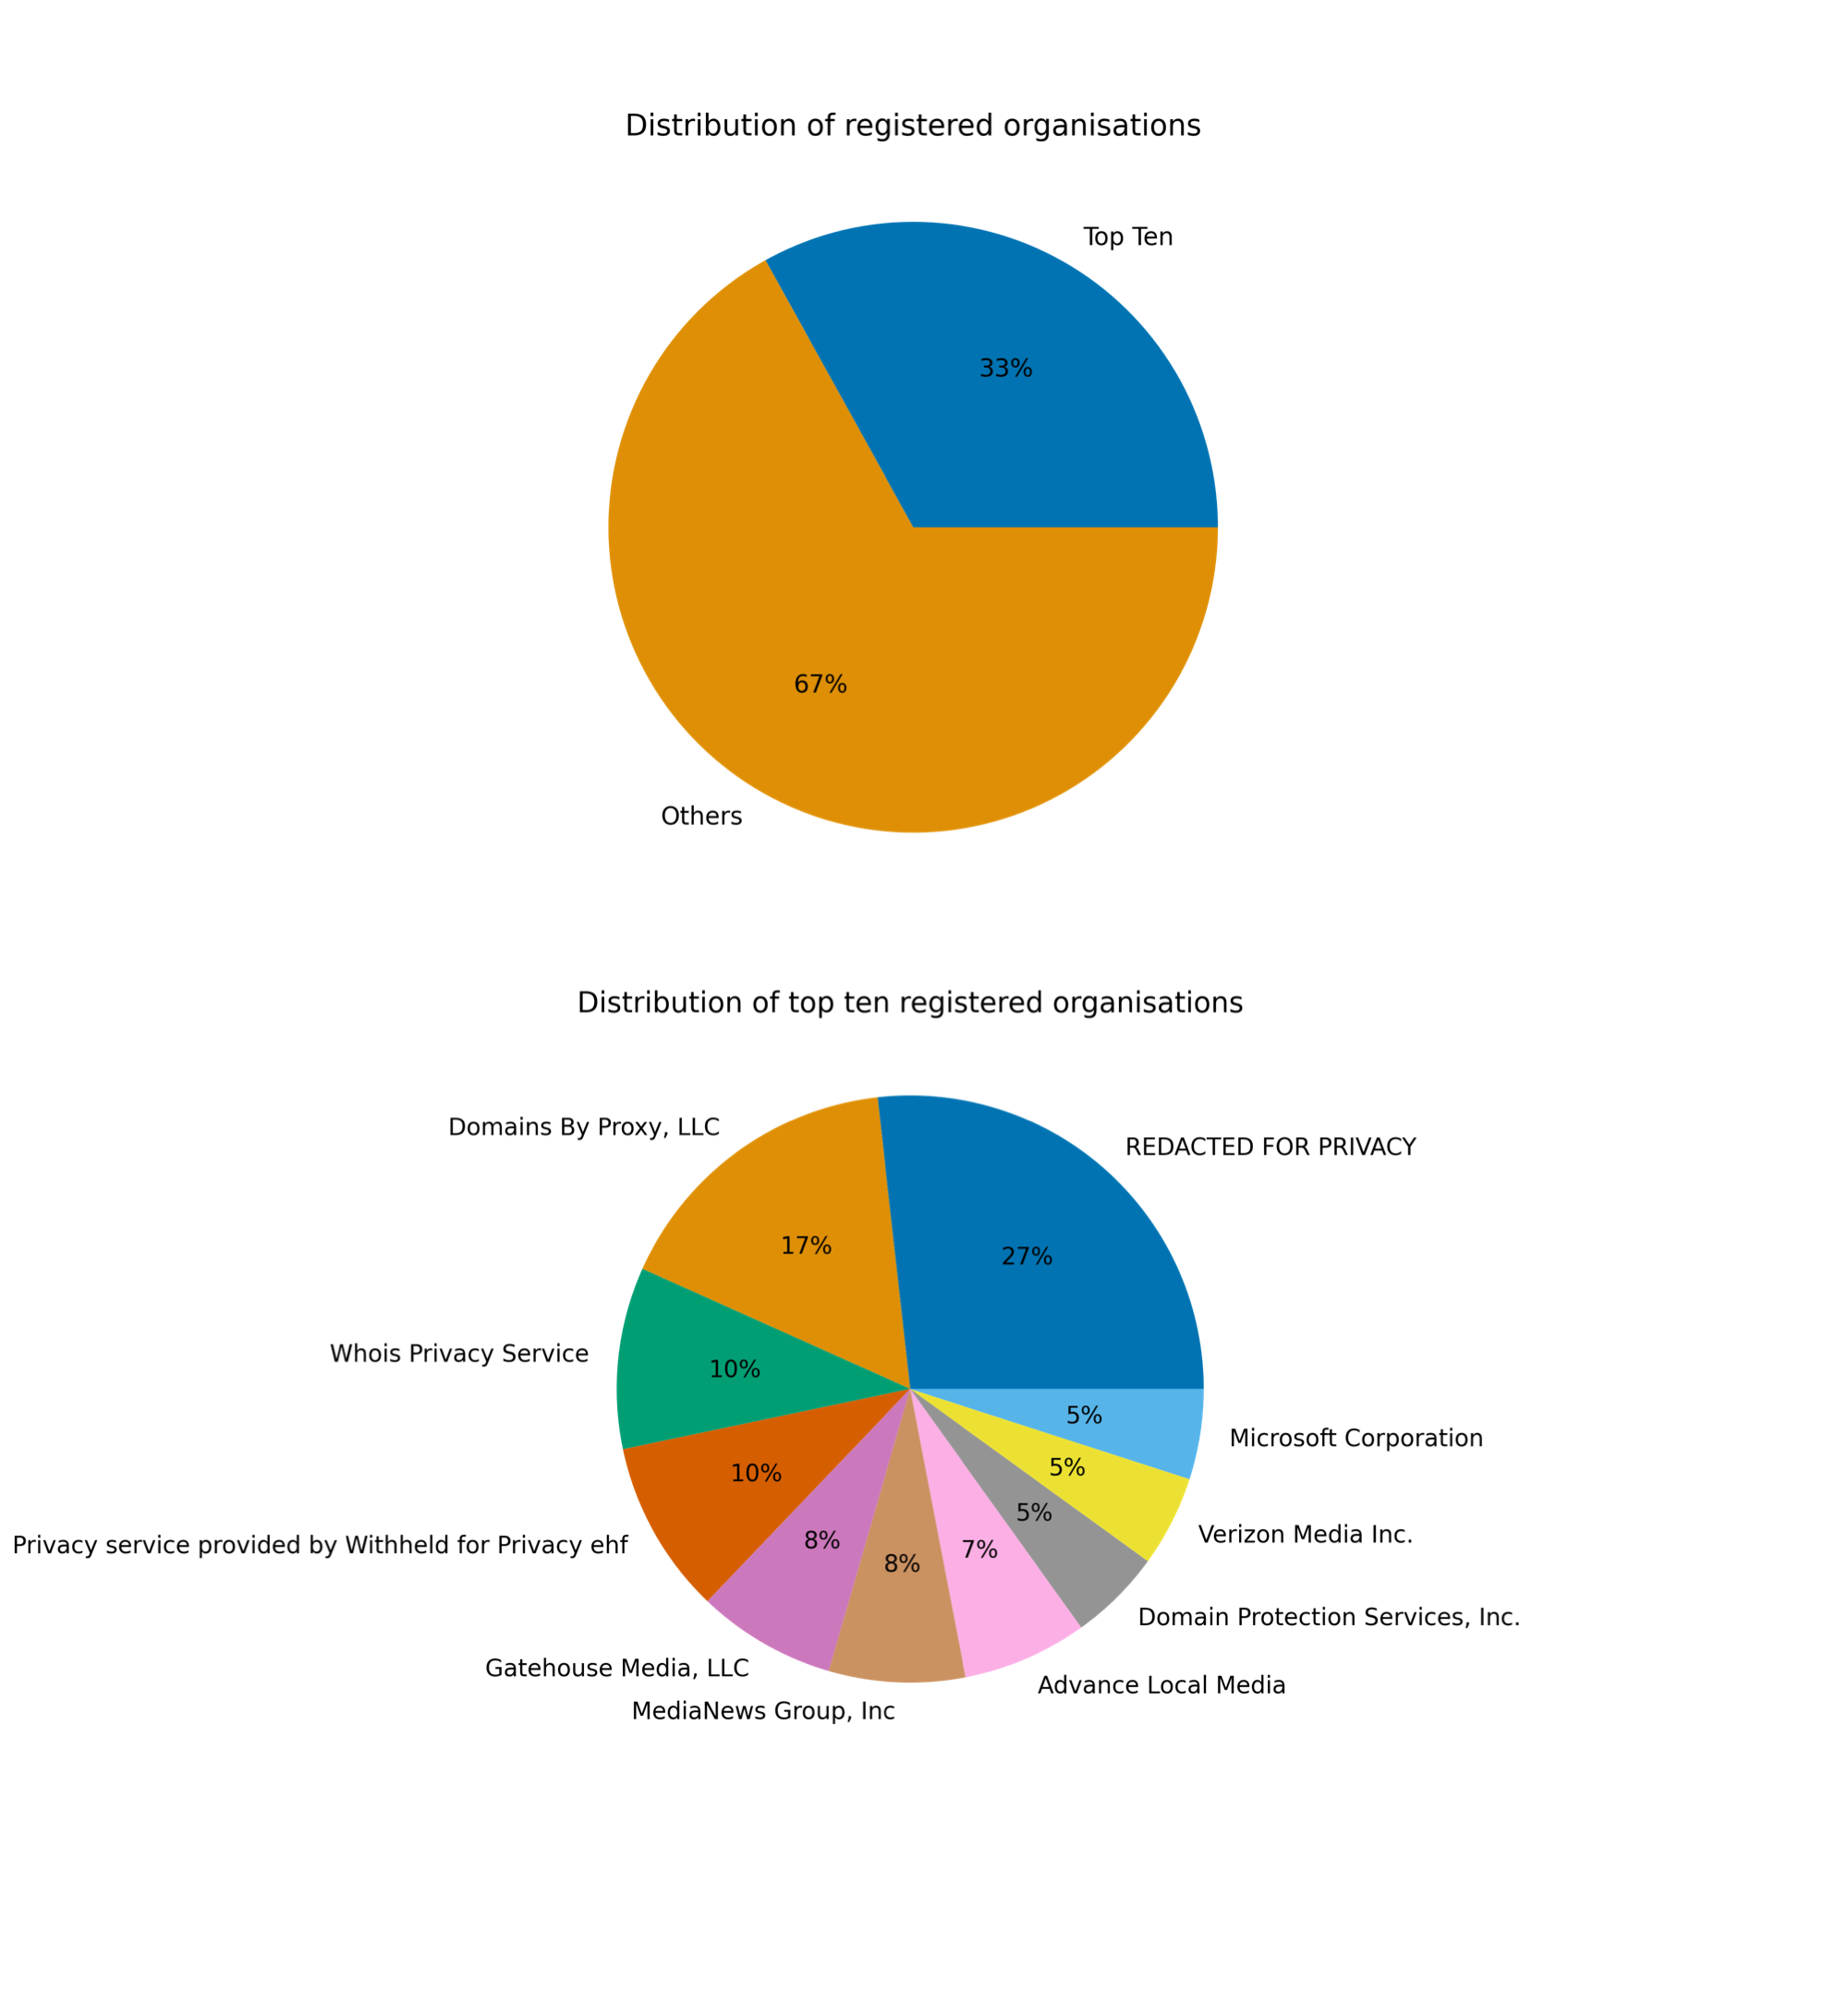 Distribution of registered organisations
Top Ten
33%
67%
Others
Distribution of top ten registered organisations
Domains By Proxy, LLC
REDACTED FOR PRIVACY
17%
27%
Whois Privacy Service
10%
5%
Microsoft Corporation
10%
5%
5%
Verizon Media Inc.
Privacy service provided by Withheld for Privacy ehf
8%
8%
7%
Domain Protection Services, Inc.
Gatehouse Media, LLC
Advance Local Media
MediaNews Group, Inc